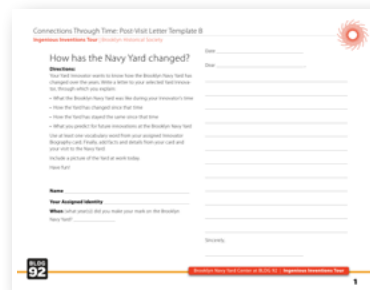 Connections Through Time: Post-Visit Letter Template B
Ingenious Inventions Tour | Brooklyn Historical Society
How has the Navy Yard changed?
Directions:
Your Yard Innovator wants to know how the Brooklyn Navy Yard has
changed over the years. Write a letter to your selected Yard Innova-
tor, through which you explain:
• What the Brooklyn Navy Yard was like during your innovator's time
• How the Yard has changed since that time
• How the Yard has stayed the same since that time
• What you predict for future innovations at the Brooklyn Navy Yard
Use at least one vocabulary word from your assigned Innovator
Biography card. Finally, add facts and details from your card and
your visit to the Navy Yard.
Include a picture of the Yard at work today.
Have fun!
Name
Your Assigned Identity
When (what year(s)) did you make your mark on the Brooklyn
Navy Yard?
Date
Dear
Sincerely,
BLDG
92
Brooklyn Navy Yard Center at BLDG 92 | Ingenious Inventions Tour
1